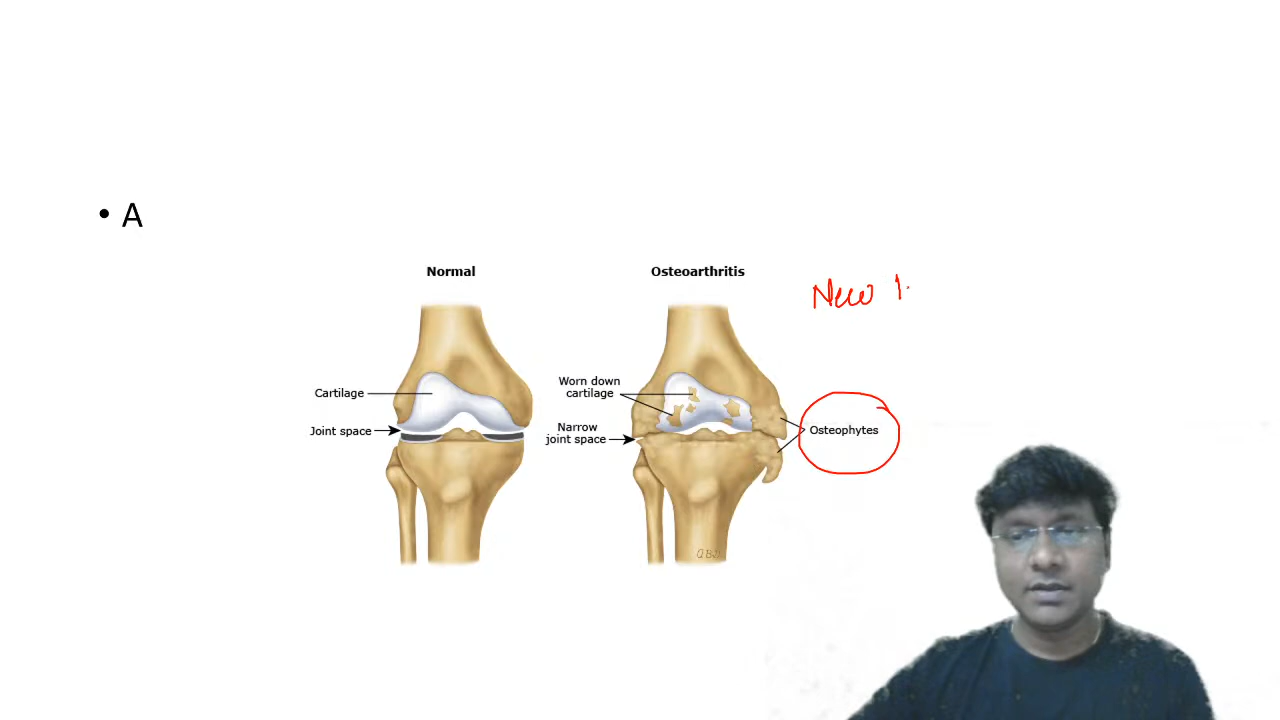 • A
Normal
Osteoarthritis
New
Cartilage
Joint space
Worn down
cartilage
Narrow
joint space
Osteophytes